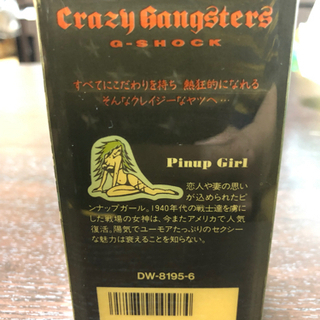 Crazy Gangsters
G-SHOCK
すべてにこだわりを持ち 熱狂的になれる
そんなクレイジーなヤツへ…
Pinup Girl
恋人や妻の思い
が込められたピ
ンナップガール。1940年代の戦士達を虜に
した戦場の女神は、今またアメリカで人気
復活。陽気でユーモアたっぷりのセクシー
な魅力は衰えることを知らない。
DW-8195-6